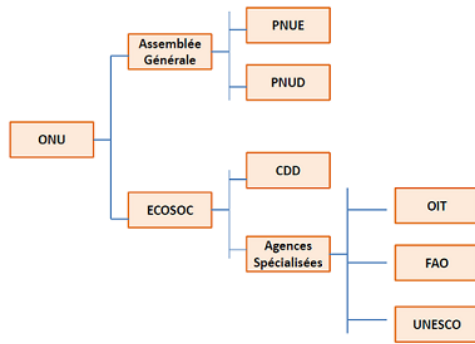 ONU
Assemblée
Générale
PNUE
PNUD
ECOSOC
CDD
Agences
Spécialisées
OIT
FAO
UNESCO